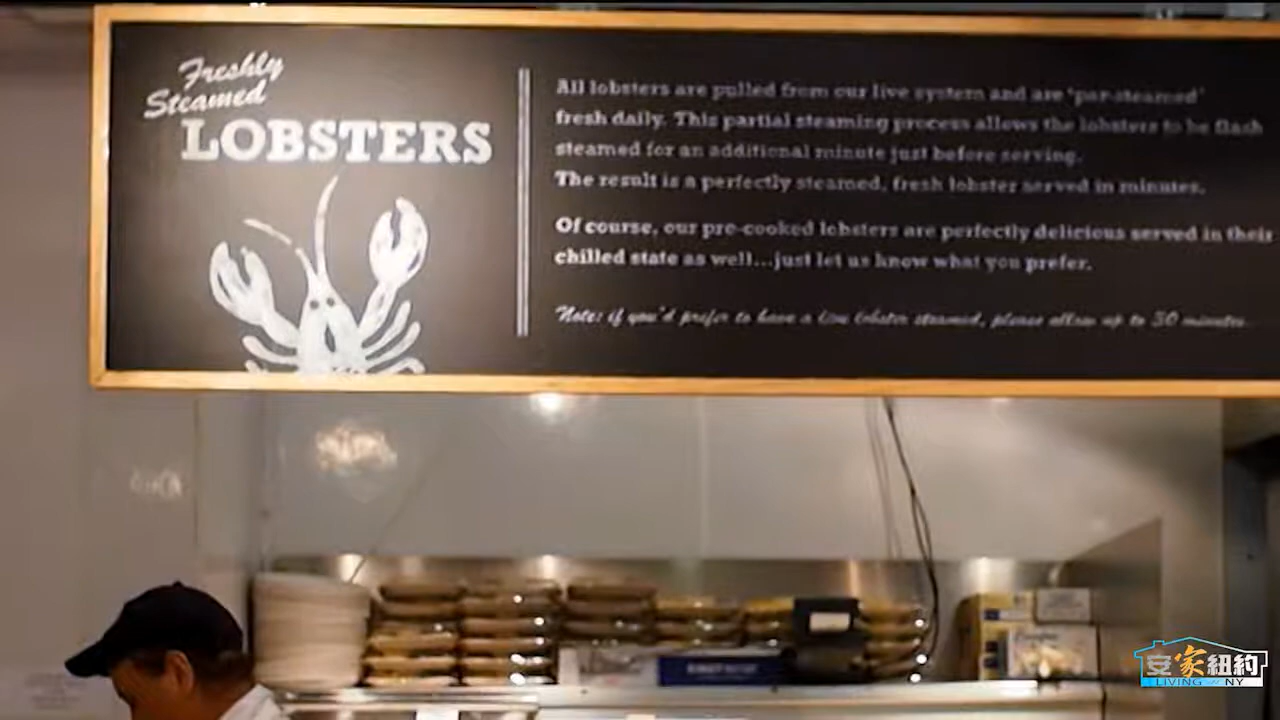 Freshly
Steamed
LOBSTERS
All lobsters are pulled from our live system and are 'par-steamed'
fresh daily. This partial steaming process allows the lobsters to be flash
steamed for an additional minute just before serving.
The result is a perfectly steamed, fresh lobster served in minutes.
Of course, our pre-cooked lobsters are perfectly delicious served in their
chilled state as well...just let us know what you prefer.
Note: if you'd prefer to have a live lobster steamed, please allow up to 30 minutes.
安家紐約
LIVING NY